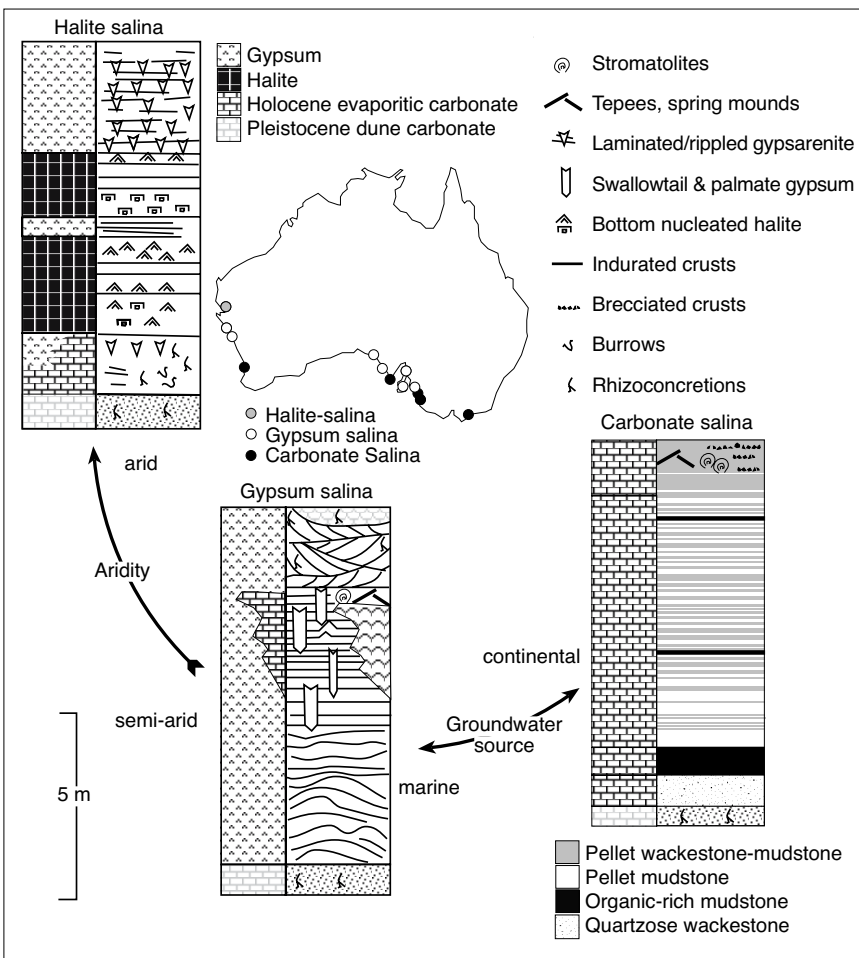 Halite salina
Gypsum
Halite
Holocene evaporitic carbonate
Pleistocene dune carbonate
Stromatolites
Tepees, spring mounds
Laminated/rippled gypsarenite
Swallowtail & palmate gypsum
Bottom nucleated halite
Indurated crusts
Brecciated crusts
Burrows
Rhizoconcretions
Halite-salina
Gypsum salina
Carbonate Salina
arid
Aridity
semi-arid
5 m
Gypsum salina
marine
Groundwater
source
continental
Carbonate salina
Pellet wackestone-mudstone
Pellet mudstone
Organic-rich mudstone
Quartzose wackestone